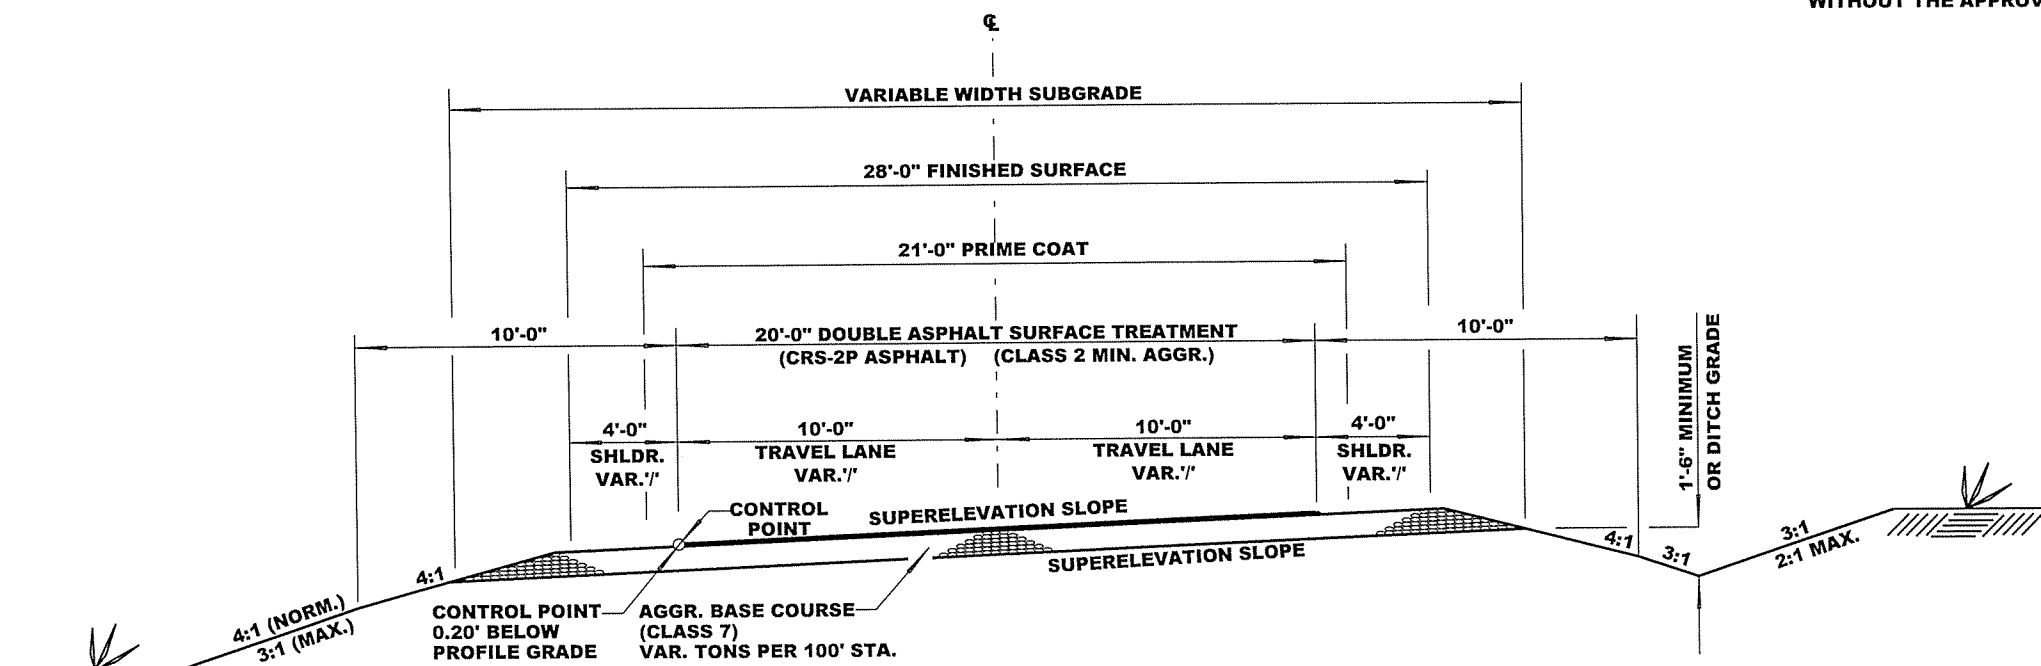 WITHOUT THE APPROV
℄
VARIABLE WIDTH SUBGRADE
28'-0" FINISHED SURFACE
21'-0" PRIME COAT
10'-0"
20'-0" DOUBLE ASPHALT SURFACE TREATMENT
10'-0"
(CRS-2P ASPHALT) (CLASS 2 MIN. AGGR.)
1'-6" MINIMUM
OR DITCH GRADE
4'-0"
10'-0"
10'-0"
4'-0"
SHLDR.
TRAVEL LANE
TRAVEL LANE
SHLDR.
VAR.'/'
VAR.'/'
VAR.'/'
VAR.'/'
CONTROL
POINT
SUPERELEVATION SLOPE
SUPERELEVATION SLOPE
4:1
3:1
3:1
2:1 MAX.
4:1
4:1 (NORM.)
3:1 (MAX.)
CONTROL POINT
0.20' BELOW
PROFILE GRADE
AGGR. BASE COURSE
(CLASS 7)
VAR. TONS PER 100' STA.